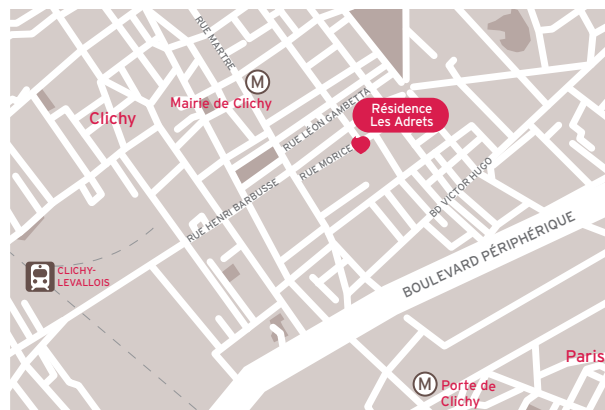 RUE MARTRE
M
Mairie de Clichy
Clichy
RUE LÉON GAMBETTA
Résidence
Les Adrets
RUE MORICE
RUE HENRI BARBUSSE
BD VICTOR HUGO
BOULEVARD PÉRIPHÉRIQUE
CLICHY-
LEVALLOIS
Paris
M
Porte de
Clichy